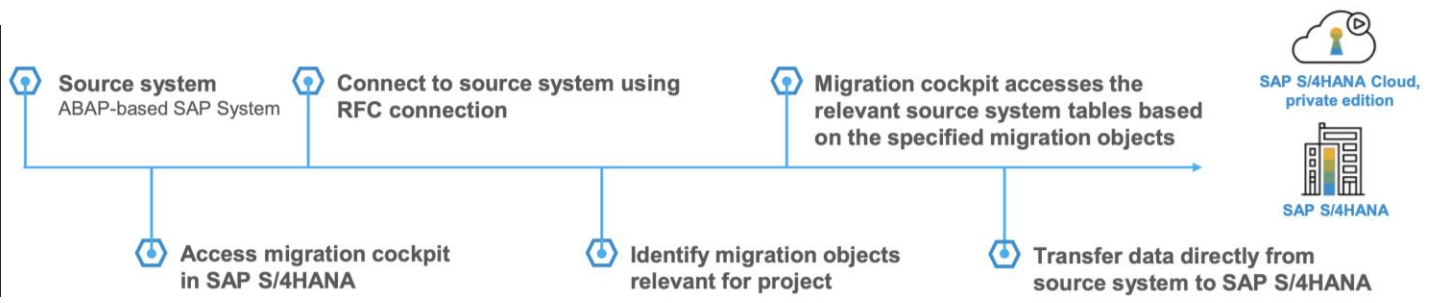 Source system
ABAP-based SAP System
Access migration cockpit
in SAP S/4HANA
Connect to source system using
RFC connection
Identify migration objects
relevant for project
Migration cockpit accesses the
relevant source system tables based
on the specified migration objects
Transfer data directly from
source system to SAP S/4HANA
SAP S/4HANA Cloud,
private edition
SAP S/4HANA